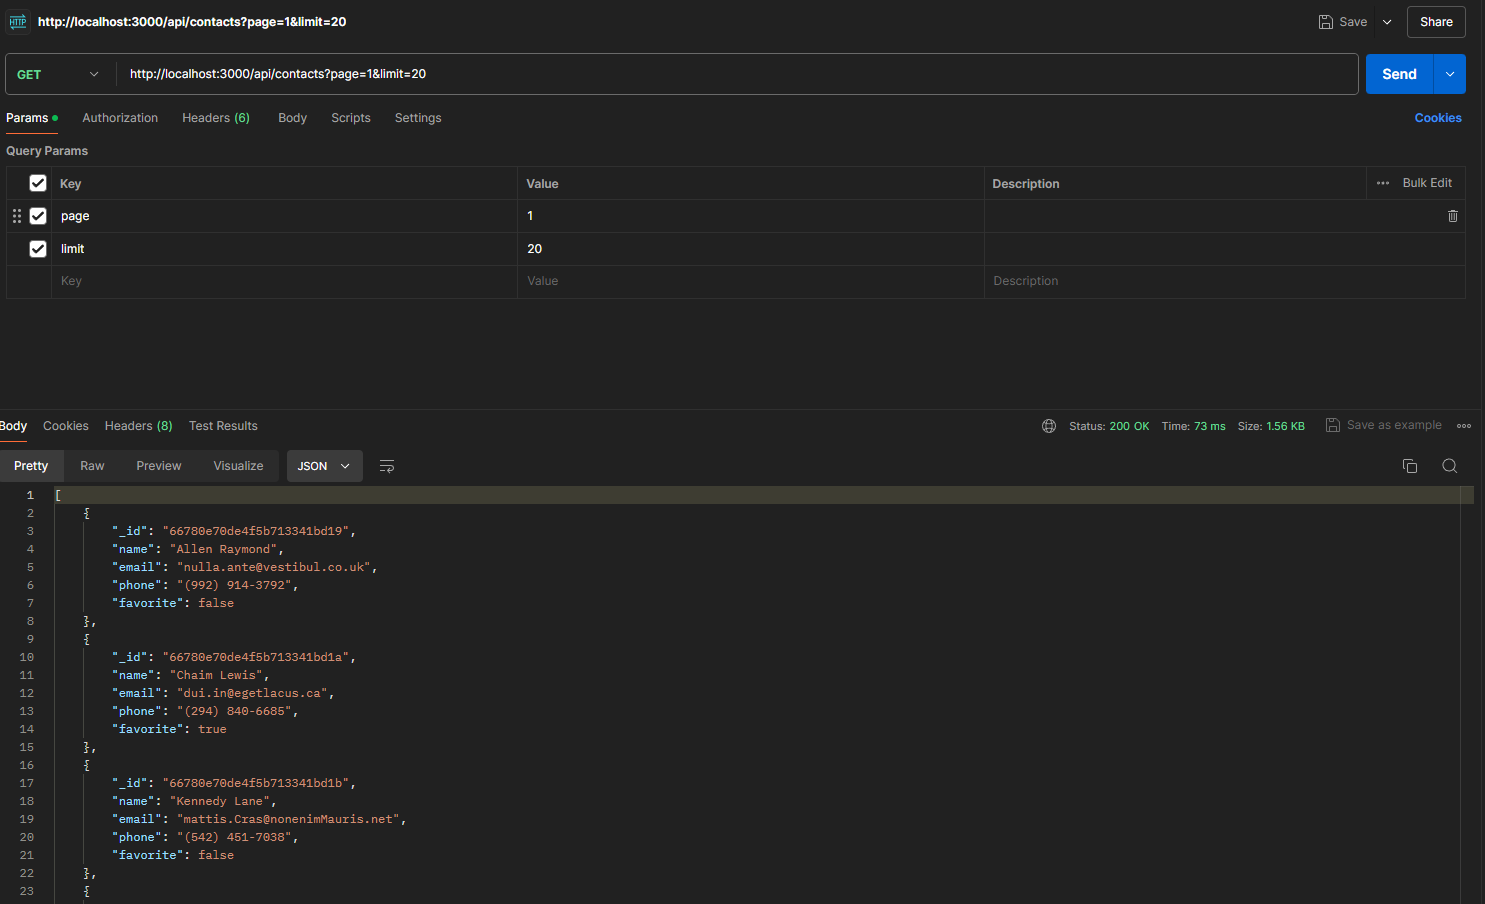 HTTP http://localhost:3000/api/contacts?page=1&limit=20 Save Share
GET http://localhost:3000/api/contacts?page=1&limit=20 Send
Params Authorization Headers (6) Body Scripts Settings Cookies
Query Params
Key Value Description Bulk Edit
page 1
limit 20
Key Value Description
Body Cookies Headers (8) Test Results Status: 200 OK Time: 73 ms Size: 1.56 KB Save as example
Pretty Raw Preview Visualize JSON
1 [
2 {
3 "_id": "66780e70de4f5b713341bd19",
4 "name": "Allen Raymond",
5 "email": "nulla.ante@vestibul.co.uk",
6 "phone": "(992) 914-3792",
7 "favorite": false
8 },
9 {
10 "_id": "66780e70de4f5b713341bd1a",
11 "name": "Chaim Lewis",
12 "email": "dui.in@egetlacus.ca",
13 "phone": "(294) 840-6685",
14 "favorite": true
15 },
16 {
17 "_id": "66780e70de4f5b713341bd1b",
18 "name": "Kennedy Lane",
19 "email": "mattis.Cras@nonenimMauris.net",
20 "phone": "(542) 451-7038",
21 "favorite": false
22 },
23 {